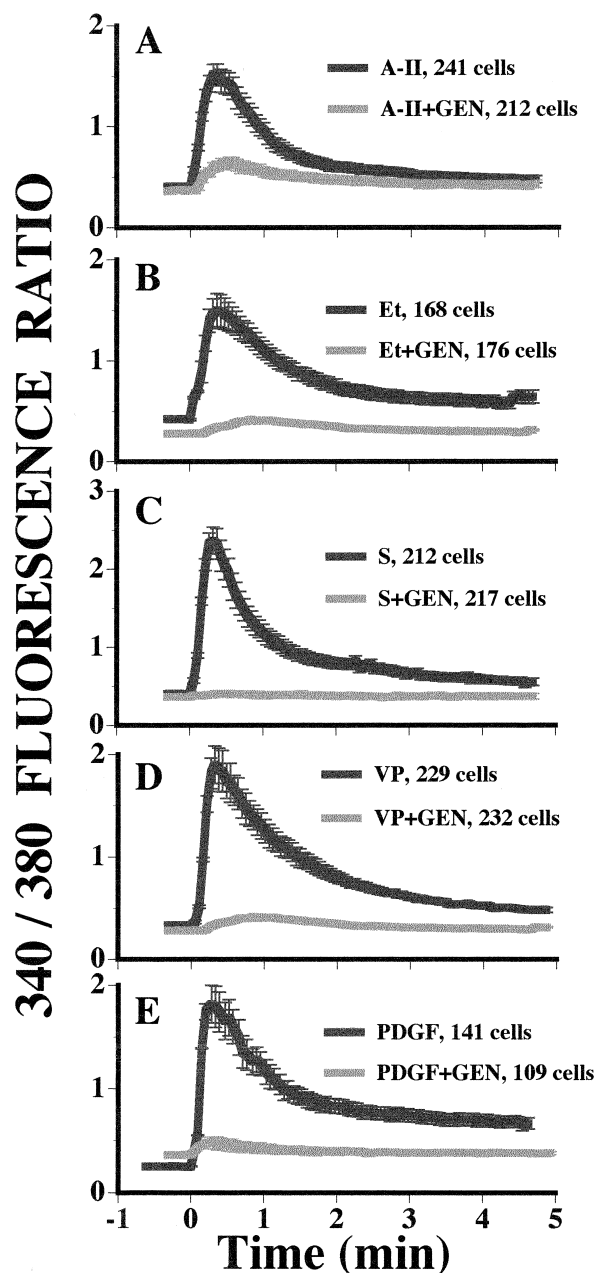 340 / 380 FLUORESCENCE RATIO
A
2
1
0
A-II, 241 cells
A-II+GEN, 212 cells
B
2
1
0
Et, 168 cells
Et+GEN, 176 cells
C
3
2
1
0
S, 212 cells
S+GEN, 217 cells
D
2
1
0
VP, 229 cells
VP+GEN, 232 cells
E
2
1
0
PDGF, 141 cells
PDGF+GEN, 109 cells
-1 0 1 2 3 4 5
Time (min)